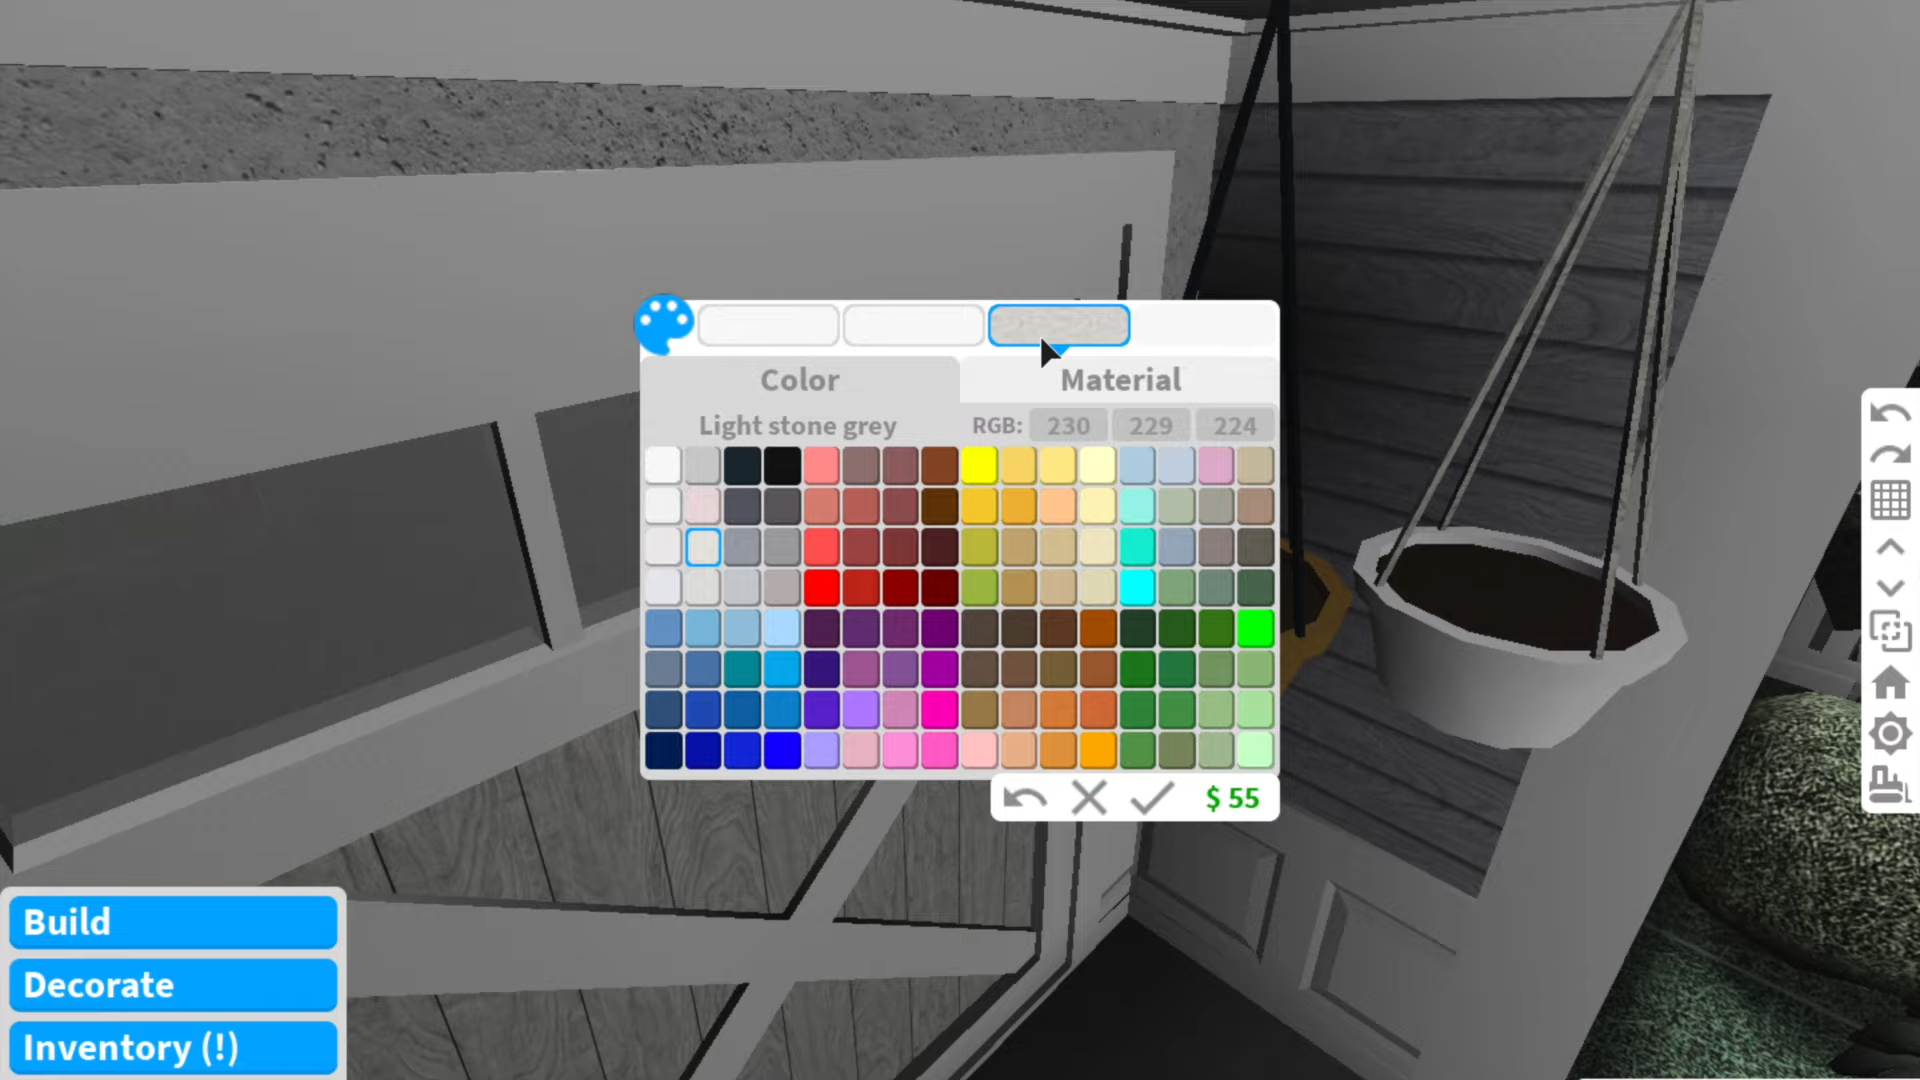 Color
Material
Light stone grey
RGB: 230 229 224
$ 55
Build
Decorate
Inventory (!)